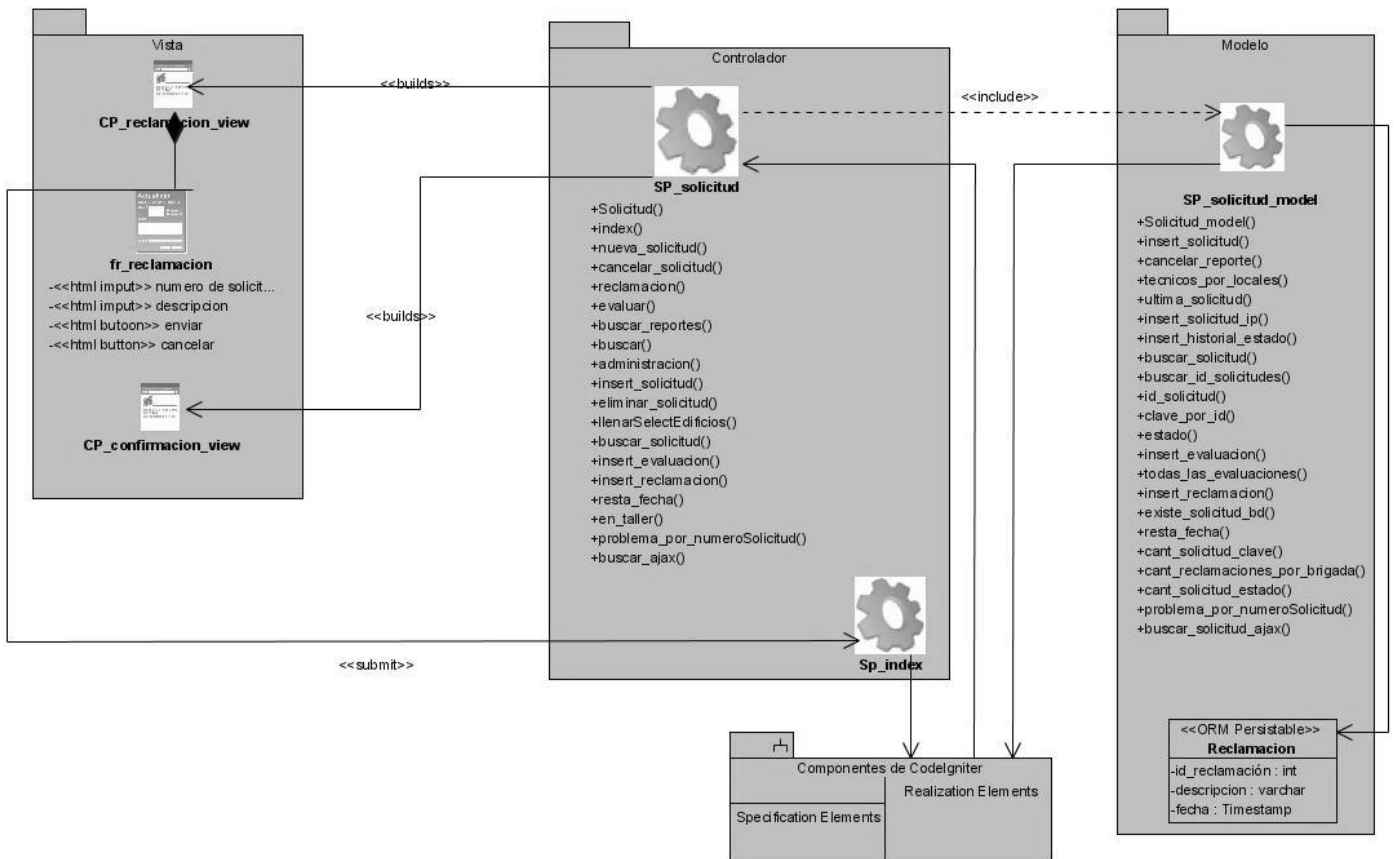 Vista
CP_reclamacion_view
fr_reclamacion
-<<html imput>> numero de solicit...
-<<html imput>> descripcion
-<<html butoon>> enviar
-<<html button>> cancelar
CP_confirmacion_view
<<builds>>
<<builds>>
<<submit>>
Controlador
SP_solicitud
+Solicitud()
+index()
+nueva_solicitud()
+cancelar_solicitud()
+reclamacion()
+evaluar()
+buscar_reportes()
+buscar()
+administracion()
+insert_solicitud()
+eliminar_solicitud()
+llenarSelectEdificios()
+buscar_solicitud()
+insert_evaluacion()
+insert_reclamacion()
+resta_fecha()
+en_taller()
+problema_por_numeroSolicitud()
+buscar_ajax()
Sp_index
<<include>>
Modelo
SP_solicitud_model
+Solicitud_model()
+insert_solicitud()
+cancelar_reporte()
+tecnicos_por_locales()
+ultima_solicitud()
+insert_solicitud_ip()
+insert_historial_estado()
+buscar_solicitud()
+buscar_id_solicitudes()
+id_solicitud()
+clave_por_id()
+estado()
+insert_evaluacion()
+todas_las_evaluaciones()
+insert_reclamacion()
+existe_solicitud_bd()
+resta_fecha()
+cant_solicitud_clave()
+cant_reclamaciones_por_brigada()
+cant_solicitud_estado()
+problema_por_numeroSolicitud()
+buscar_solicitud_ajax()
<<ORM Persistable>>
Reclamacion
-id_reclamación : int
-descripcion : varchar
-fecha : Timestamp
Componentes de CodeIgniter
Realization Elements
Specification Elements